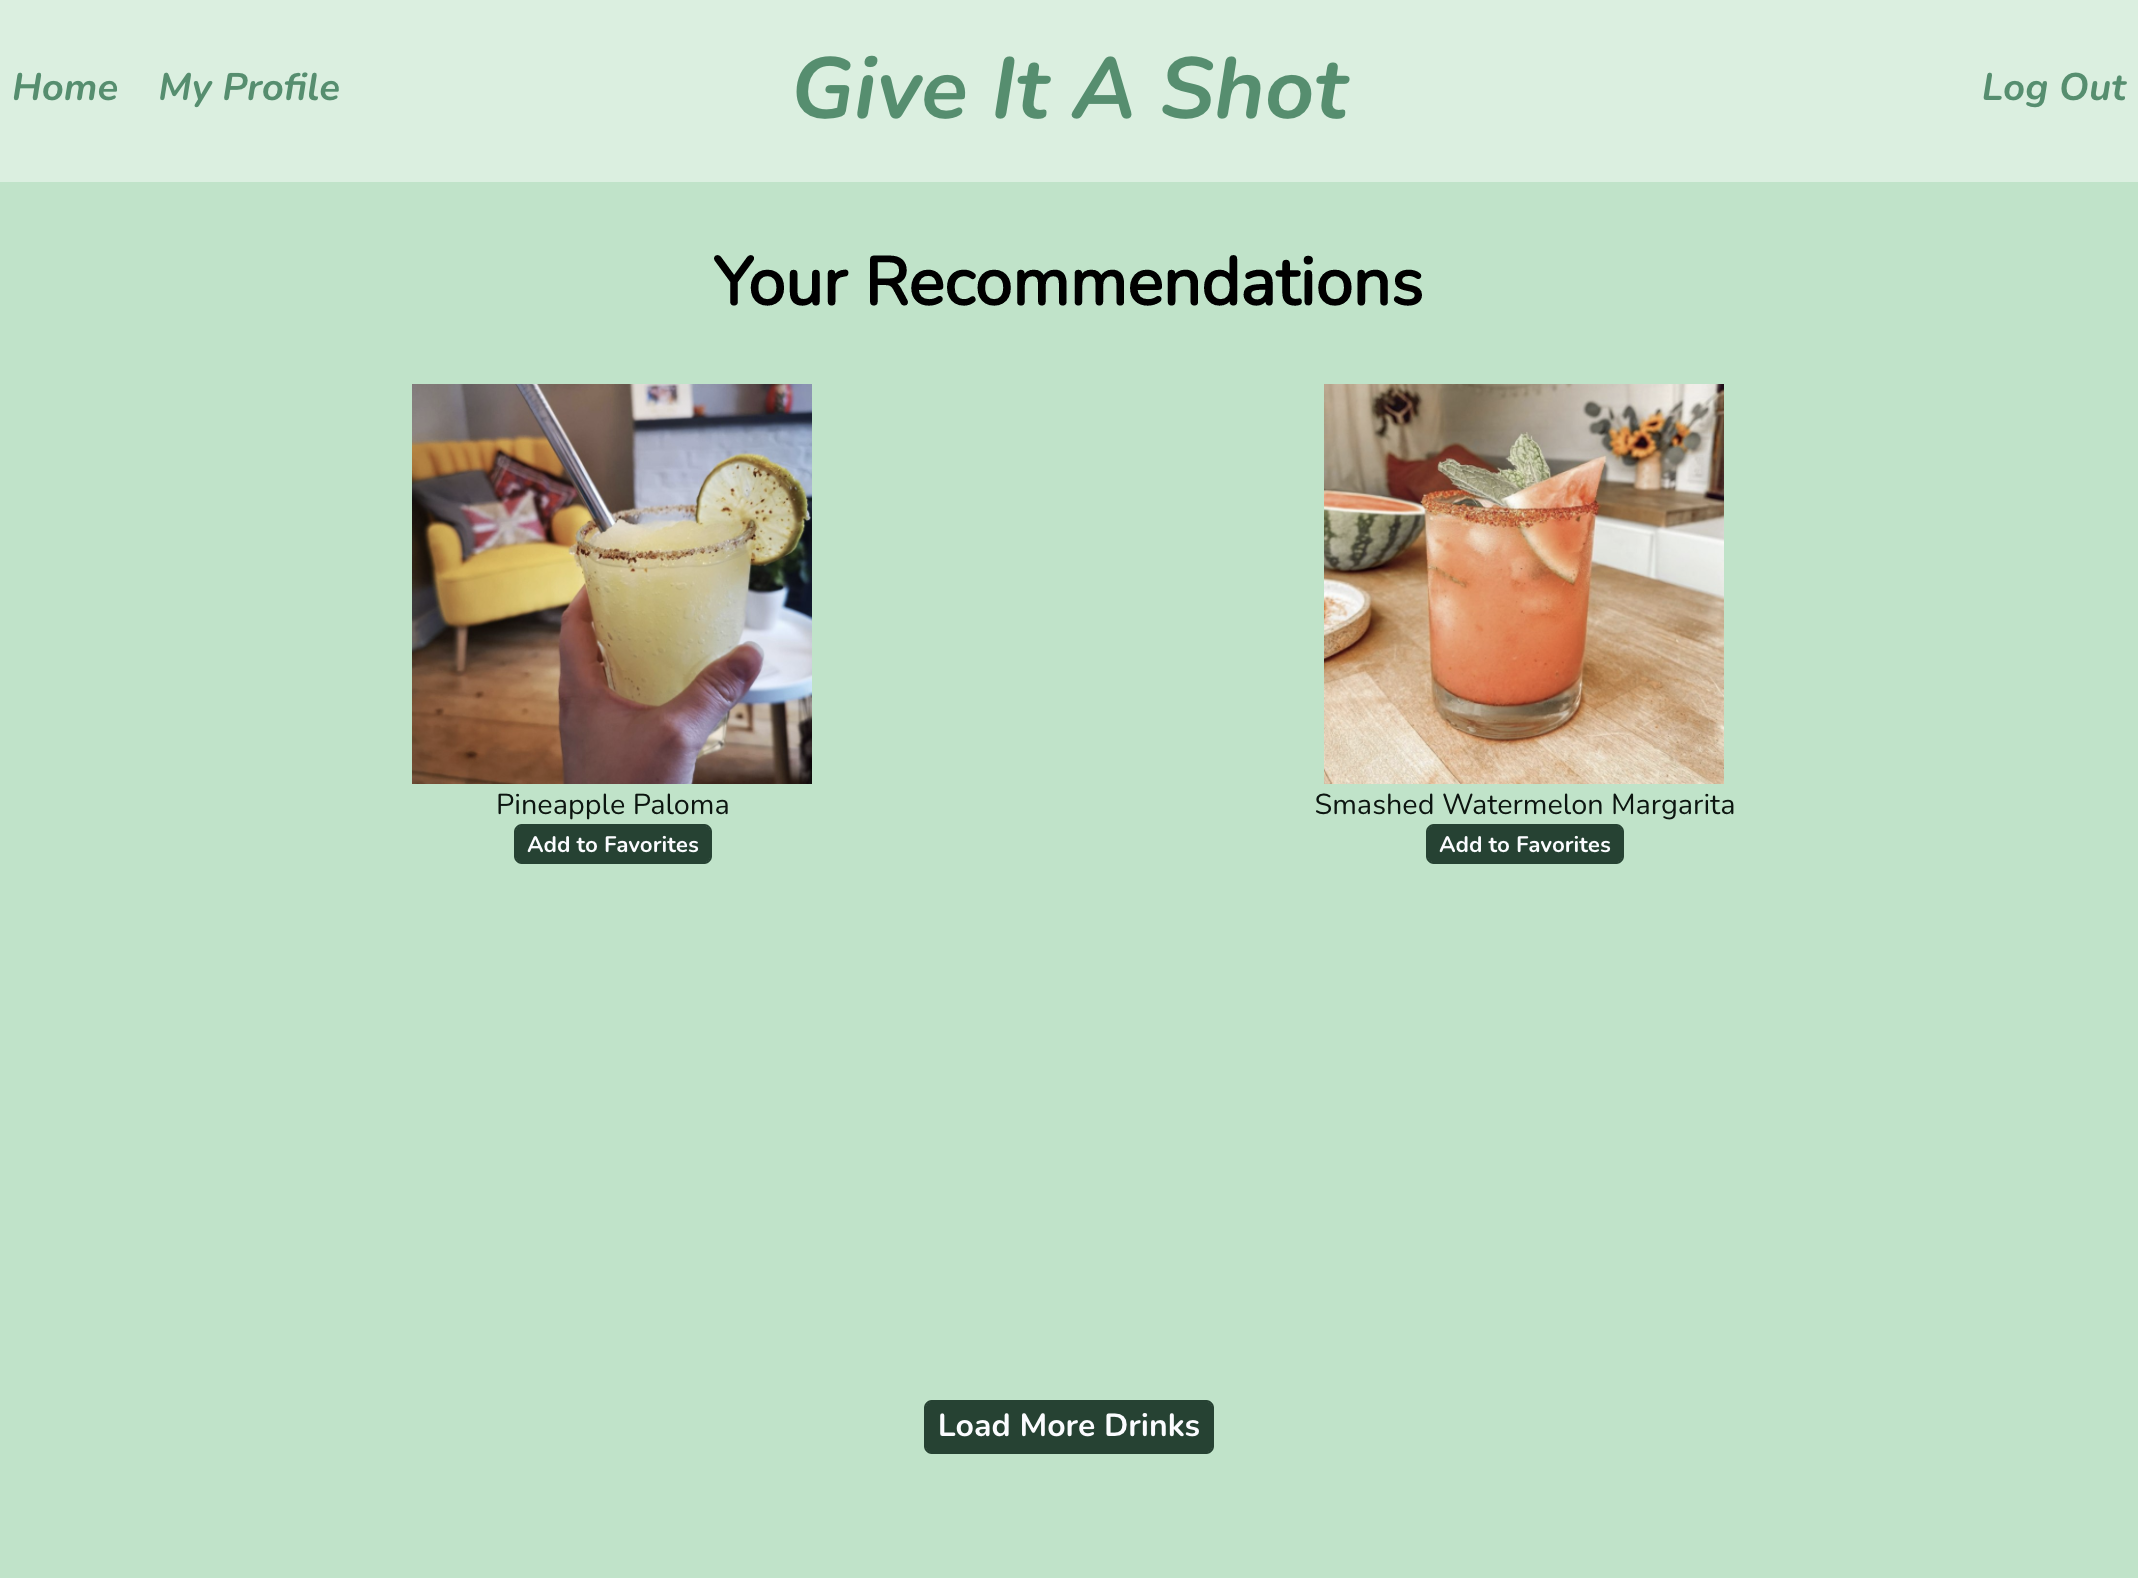 Home My Profile Give It A Shot Log Out
Your Recommendations
Pineapple Paloma
Add to Favorites
Smashed Watermelon Margarita
Add to Favorites
Load More Drinks